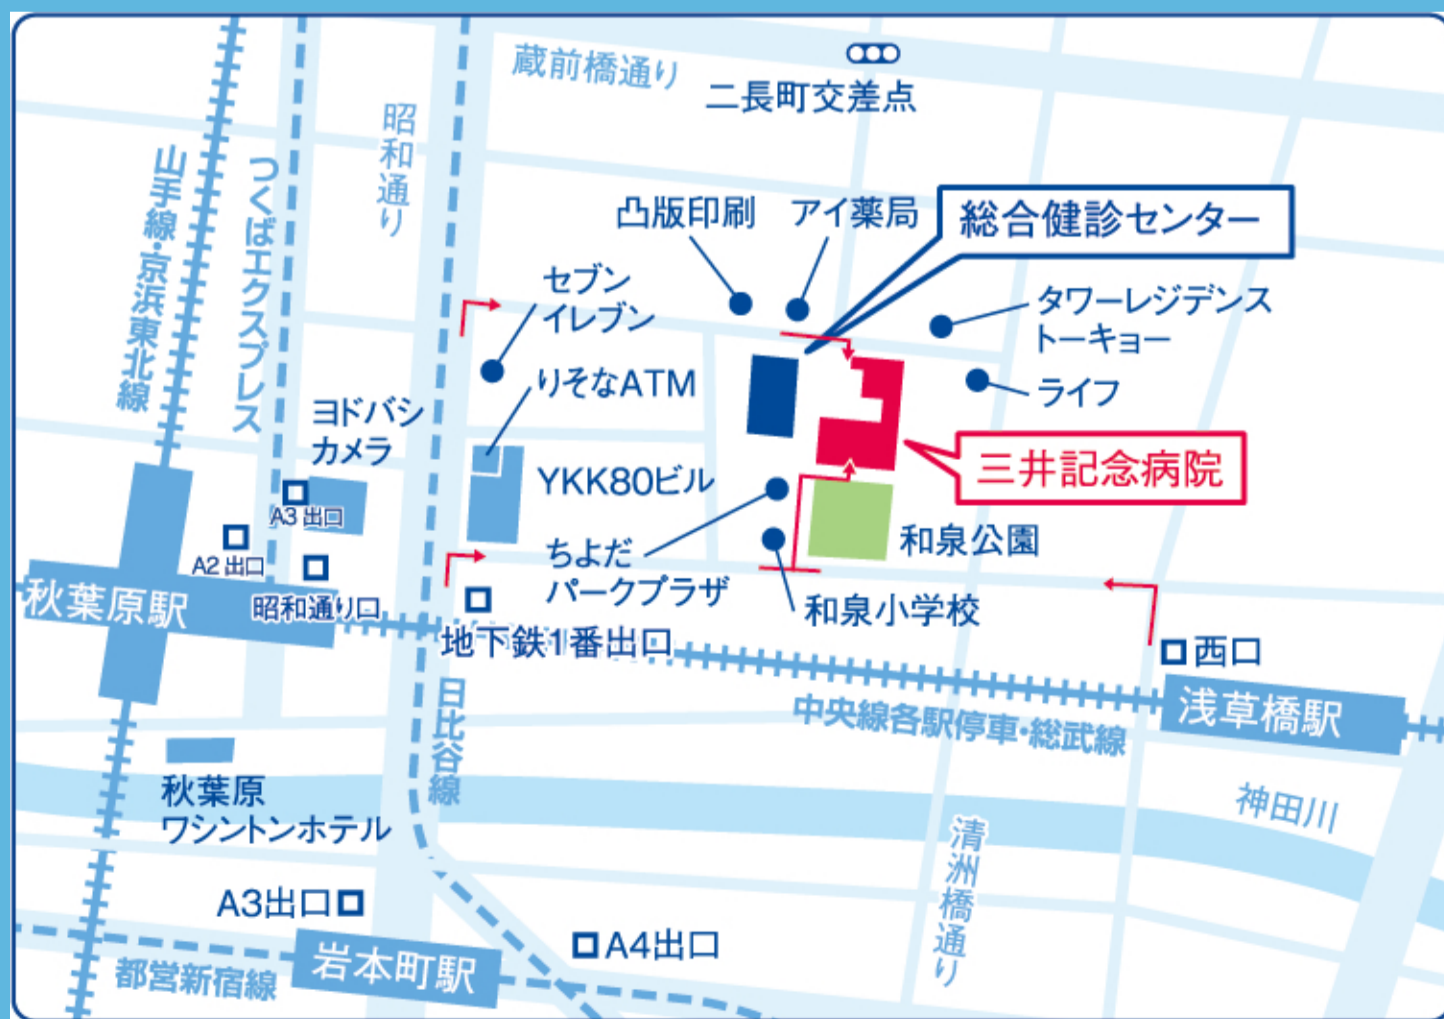 蔵前橋通り
二長町交差点
昭和通り
山手線・京浜東北線
つくばエクスプレス
凸版印刷
アイ薬局
総合健診センター
セブン
イレブン
タワーレジデンス
トーキョー
りそなATM
ライフ
ヨドバシ
カメラ
YKK80ビル
三井記念病院
A3 出口
A2 出口
ちよだ
パークプラザ
和泉公園
秋葉原駅
昭和通り口
和泉小学校
地下鉄1番出口
西口
日比谷線
中央線各駅停車・総武線
浅草橋駅
秋葉原
ワシントンホテル
神田川
清洲橋通り
A3出口
A4出口
岩本町駅
都営新宿線